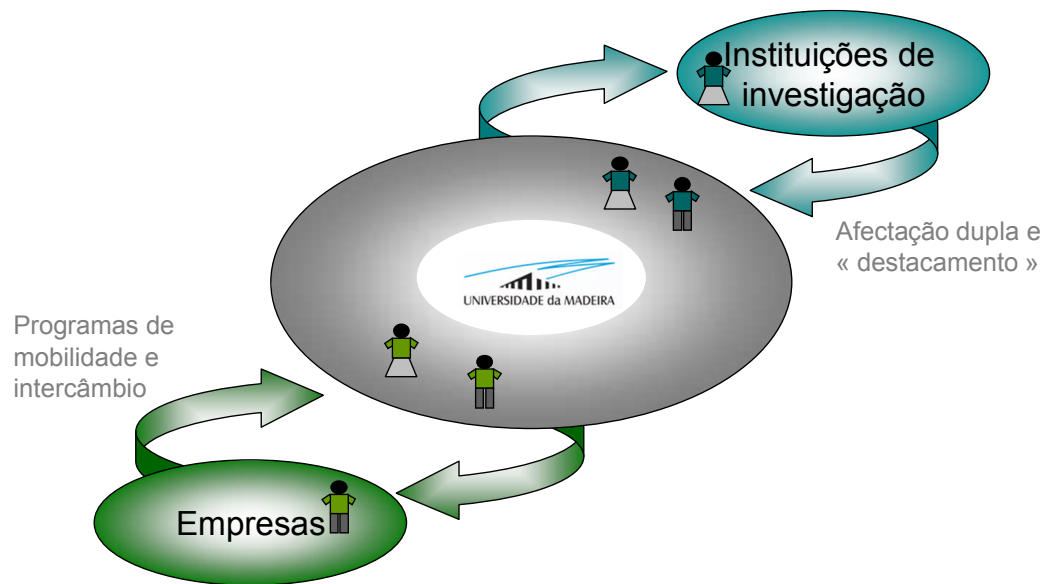 Instituições de
investigação
Afectação dupla e
« destacamento »
UNIVERSIDADE da MADEIRA
Programas de
mobilidade e
intercâmbio
Empresas